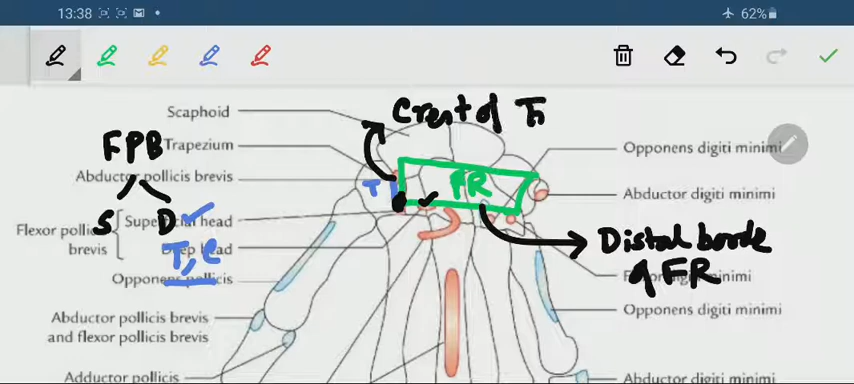 13:38
62%
Scaphoid
Crest of
FPB
Trapezium
Opponens digiti minimi
Abductor pollicis brevis
T
FR
Abductor digiti minimi
S D
Superficial head
Flexor pollicis brevis
Deep head
T, C
Distal borde of FR
minimi
Opponens pollicis
Opponens digiti minimi
Abductor pollicis brevis
and flexor pollicis brevis
Adductor pollicis
Abductor digiti minimi